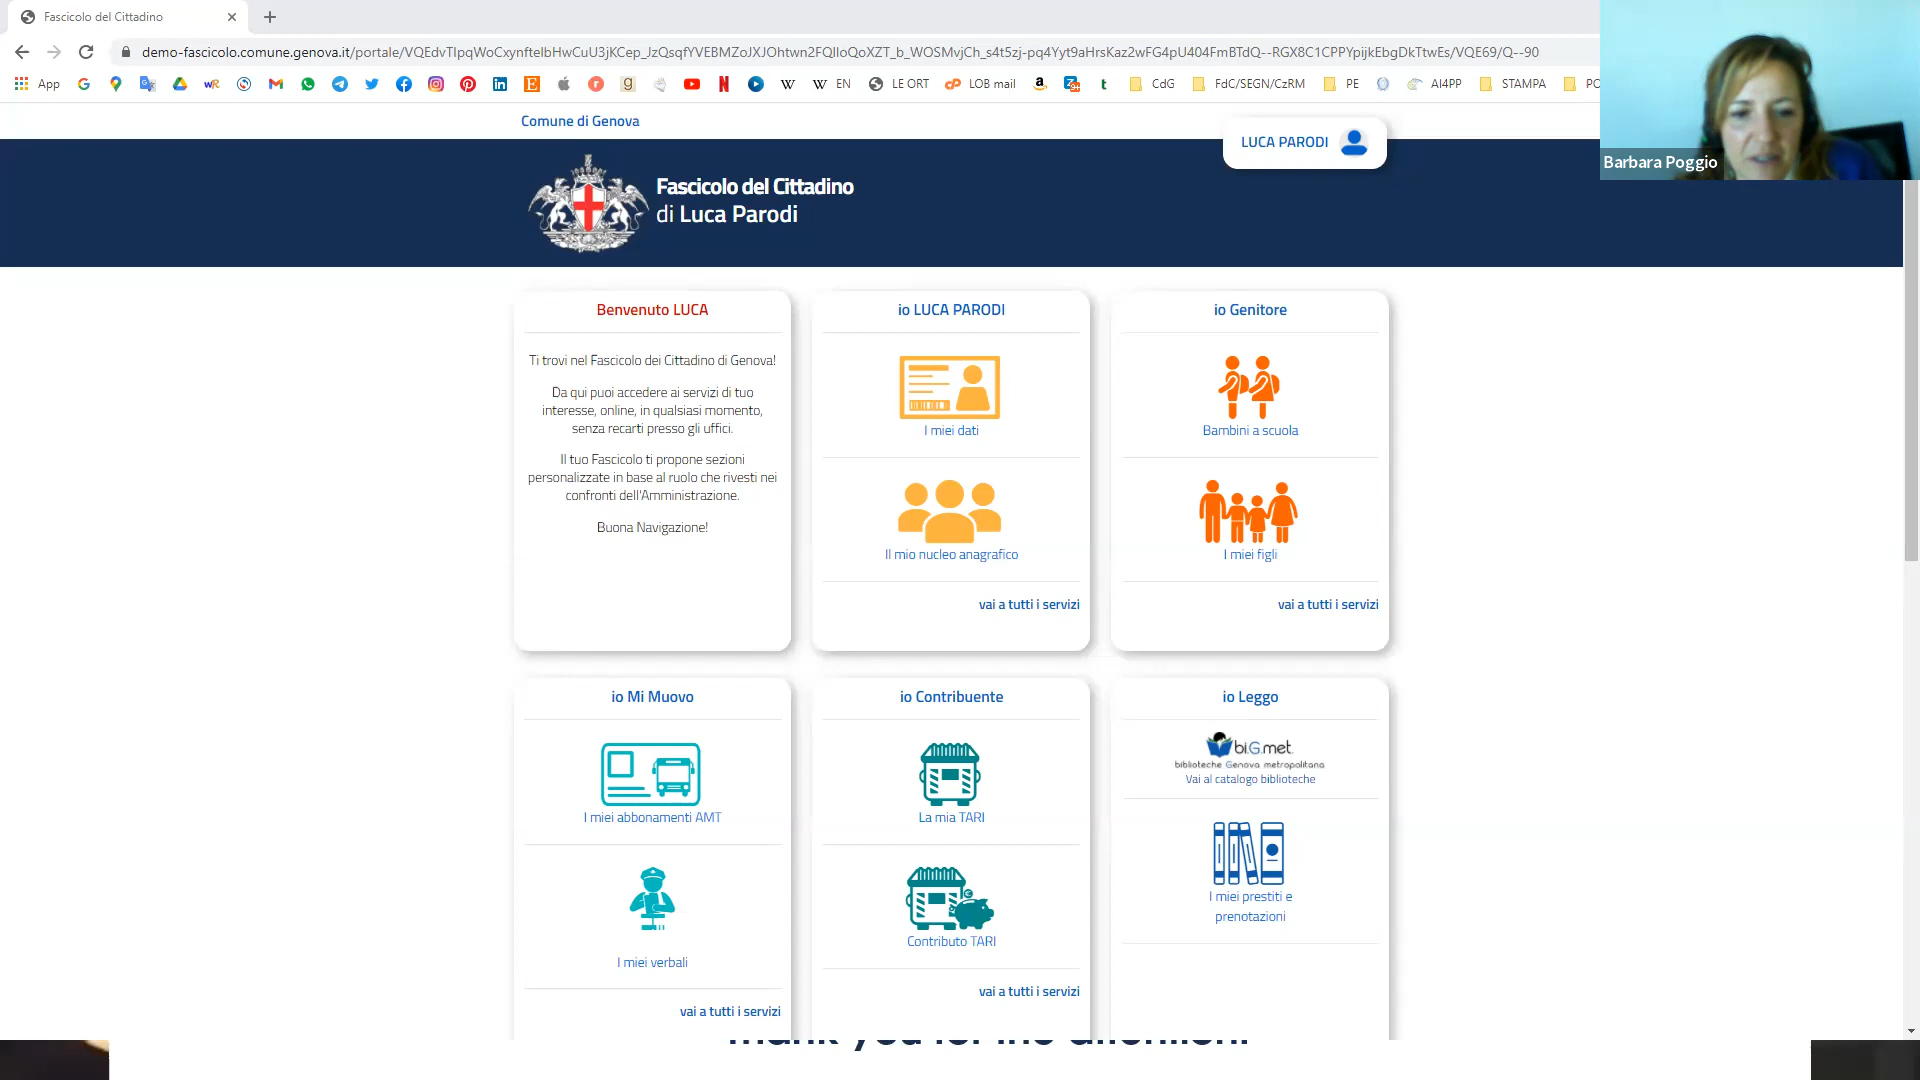 Fascicolo del Cittadino
demo-fascicolo.comune.genova.it/portale/VQEdvTlpqWoCxynftelbHwCuU3jKCep_JzQsqfYVEBMZoJXJOhtwn2FQlloQoXZT_b_WOSMvjCh_s4t5zj-pq4Yyt9aHrsKaz2wFG4pU404FmBTdQ--RGX8C1CPPYpijkEbgDkTtwEs/VQE69/Q--90
App
EN
LE ORT
LOB mail
CdG
FdC/SEGN/CzRM
PE
AI4PP
STAMPA
Barbara Poggio
Comune di Genova
LUCA PARODI
Fascicolo del Cittadino
di Luca Parodi
Benvenuto LUCA
Ti trovi nel Fascicolo dei Cittadino di Genova!
Da qui puoi accedere ai servizi di tuo
interesse, online, in qualsiasi momento,
senza recarti presso gli uffici.
Il tuo Fascicolo ti propone sezioni
personalizzate in base al ruolo che rivesti nei
confronti dell'Amministrazione.
Buona Navigazione!
io LUCA PARODI
I miei dati
Il mio nucleo anagrafico
vai a tutti i servizi
io Genitore
Bambini a scuola
I miei figli
vai a tutti i servizi
io Mi Muovo
I miei abbonamenti AMT
I miei verbali
vai a tutti i servizi
io Contribuente
La mia TARI
Contributo TARI
vai a tutti i servizi
io Leggo
bi.G.met.
biblioteche Genova metropolitana
Vai al catalogo biblioteche
I miei prestiti e
prenotazioni